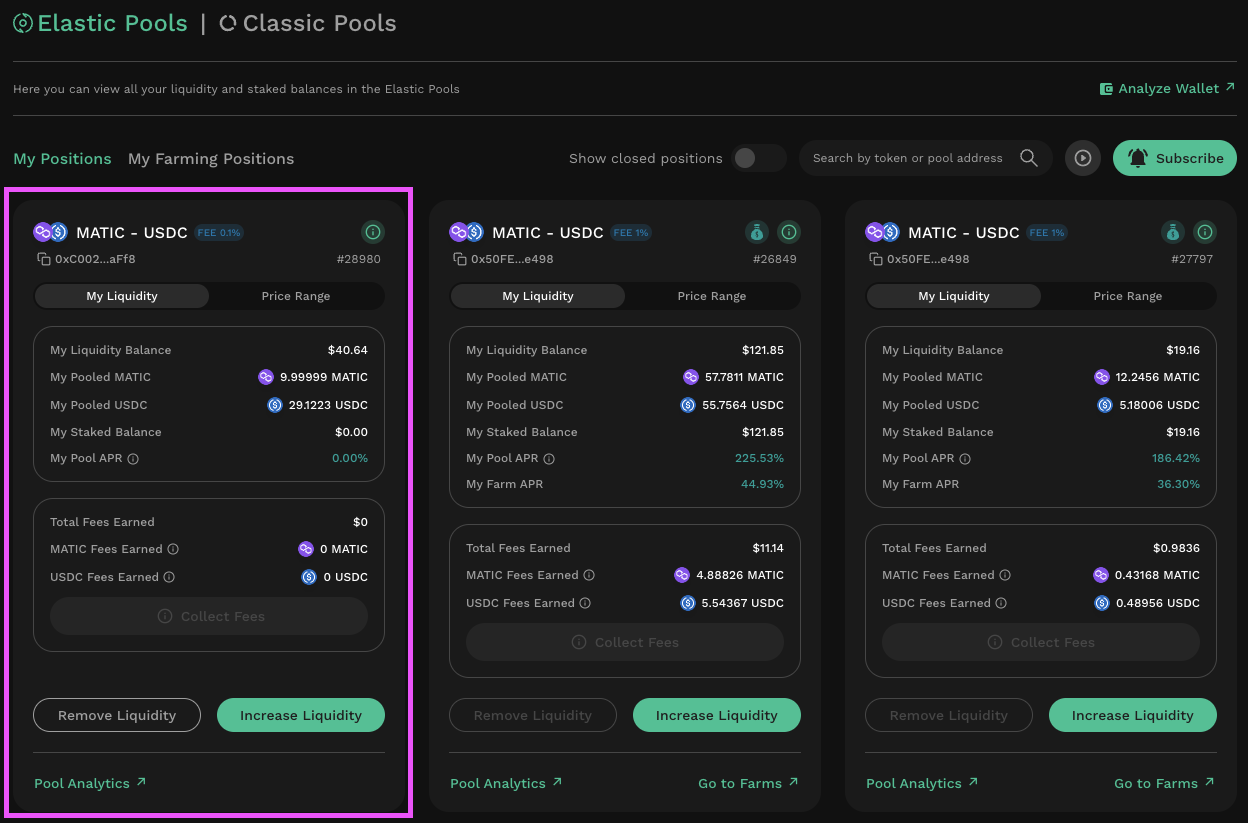 Elastic Pools | Classic Pools
Here you can view all your liquidity and staked balances in the Elastic Pools
Analyze Wallet
My Positions My Farming Positions
Show closed positions
Search by token or pool address
Subscribe
MATIC - USDC FEE 0.1%
0xC002...aFf8 #28980
My Liquidity Price Range
My Liquidity Balance $40.64
My Pooled MATIC 9.99999 MATIC
My Pooled USDC 29.1223 USDC
My Staked Balance $0.00
My Pool APR 0.00%
Total Fees Earned $0
MATIC Fees Earned 0 MATIC
USDC Fees Earned 0 USDC
Collect Fees
Remove Liquidity Increase Liquidity
Pool Analytics
MATIC - USDC FEE 1%
0x50FE...e498 #26849
My Liquidity Price Range
My Liquidity Balance $121.85
My Pooled MATIC 57.7811 MATIC
My Pooled USDC 55.7564 USDC
My Staked Balance $121.85
My Pool APR 225.53%
My Farm APR 44.93%
Total Fees Earned $11.14
MATIC Fees Earned 4.88826 MATIC
USDC Fees Earned 5.54367 USDC
Collect Fees
Remove Liquidity Increase Liquidity
Pool Analytics Go to Farms
MATIC - USDC FEE 1%
0x50FE...e498 #27797
My Liquidity Price Range
My Liquidity Balance $19.16
My Pooled MATIC 12.2456 MATIC
My Pooled USDC 5.18006 USDC
My Staked Balance $19.16
My Pool APR 186.42%
My Farm APR 36.30%
Total Fees Earned $0.9836
MATIC Fees Earned 0.43168 MATIC
USDC Fees Earned 0.48956 USDC
Collect Fees
Remove Liquidity Increase Liquidity
Pool Analytics Go to Farms